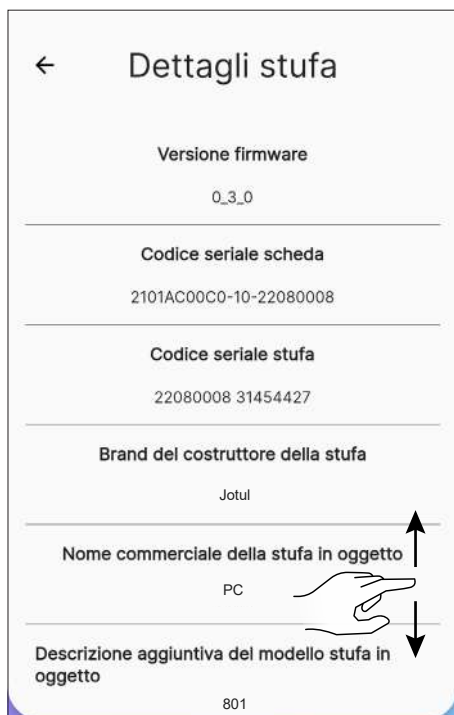 Dettagli stufa
Versione firmware
0_3_0
Codice seriale scheda
2101AC00C0-10-22080008
Codice seriale stufa
22080008 31454427
Brand del costruttore della stufa
Jotul
Nome commerciale della stufa in oggetto
PC
Descrizione aggiuntiva del modello stufa in
oggetto
801